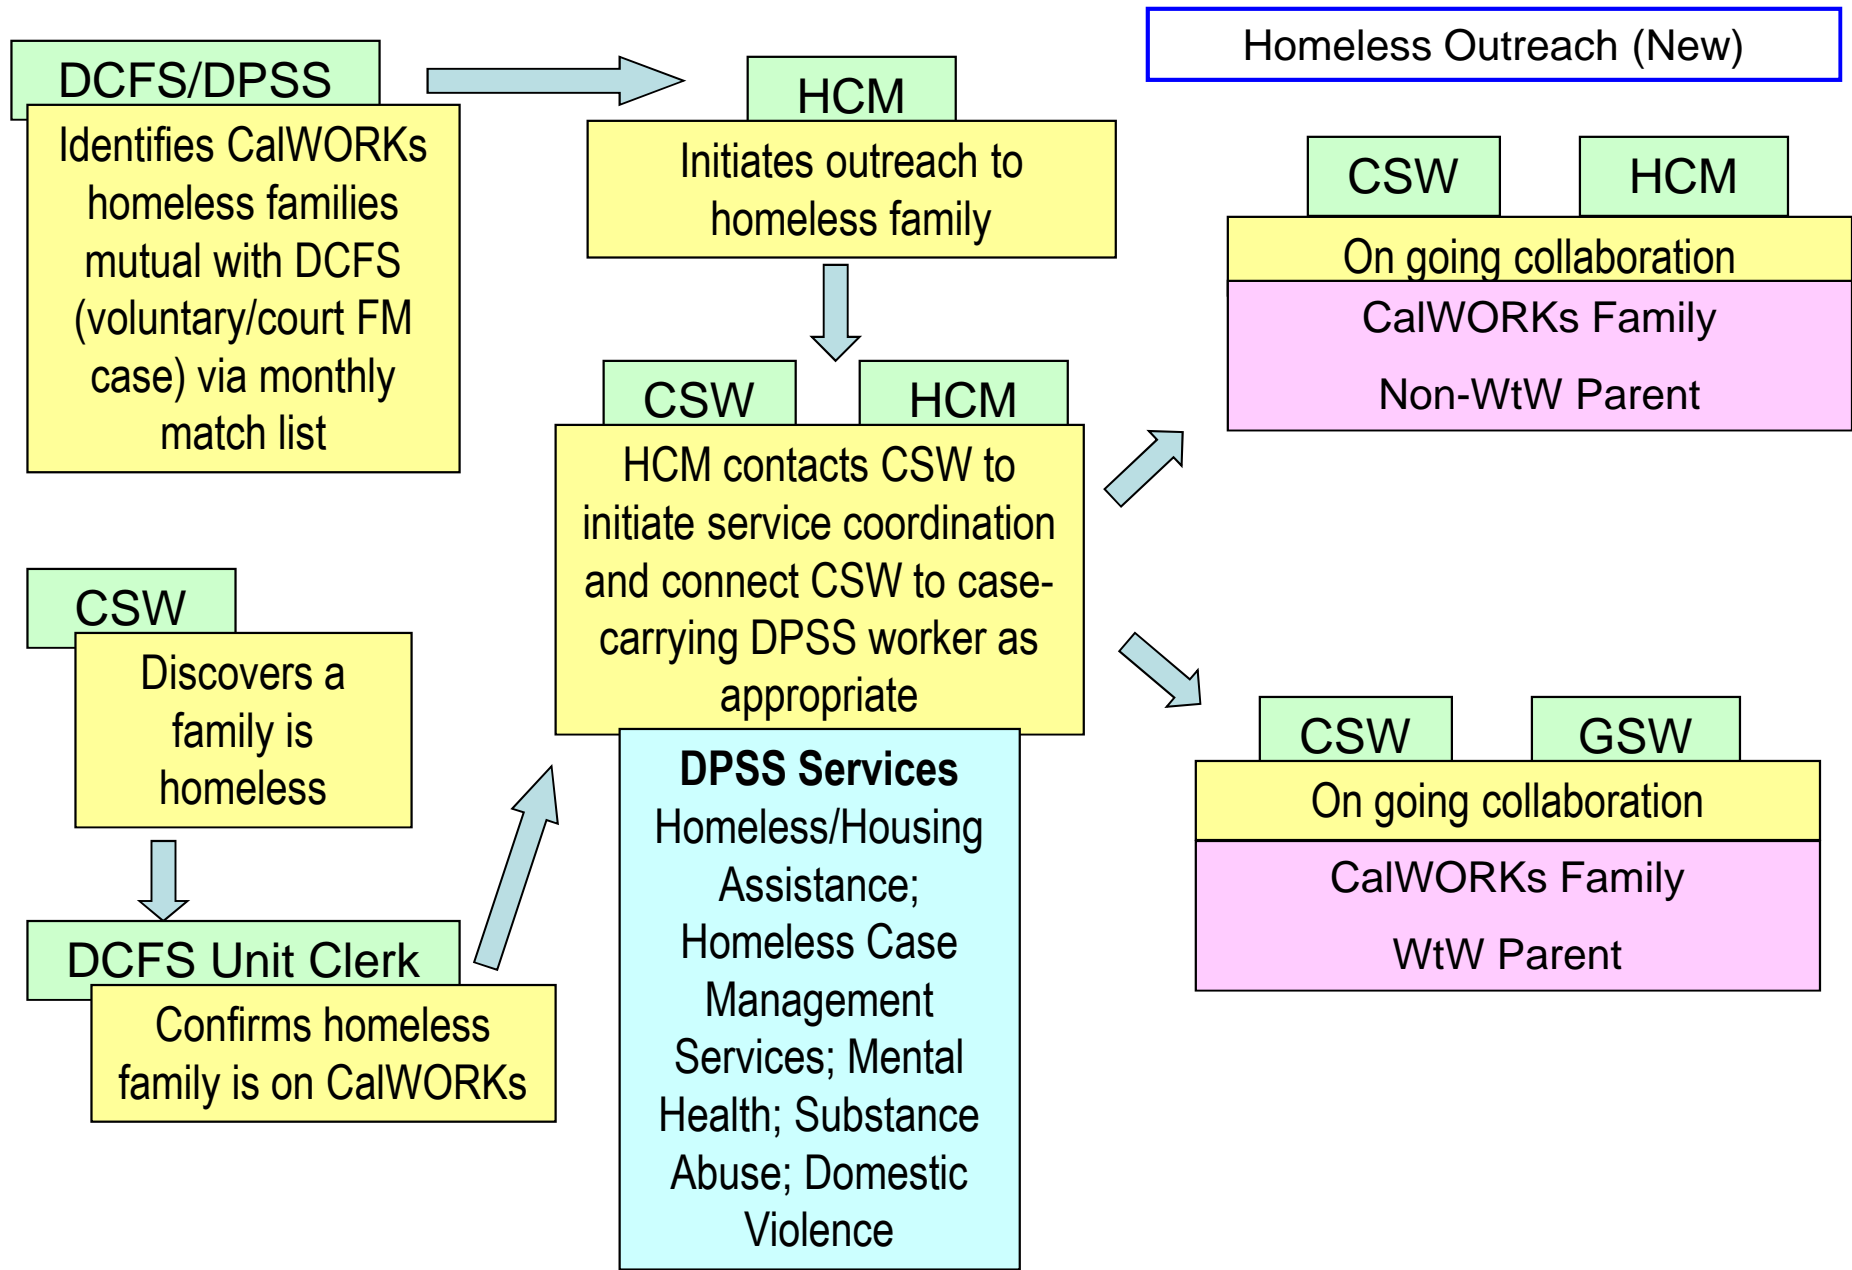 Homeless Outreach (New)
DCFS/DPSS
Identifies CalWORKs
homeless families
mutual with DCFS
(voluntary/court FM
case) via monthly
match list
HCM
Initiates outreach to
homeless family
CSW
Discovers a
family is
homeless
DCFS Unit Clerk
Confirms homeless
family is on CalWORKs
CSW HCM
HCM contacts CSW to
initiate service coordination
and connect CSW to case-
carrying DPSS worker as
appropriate
DPSS Services
Homeless/Housing
Assistance;
Homeless Case
Management
Services; Mental
Health; Substance
Abuse; Domestic
Violence
CSW HCM
On going collaboration
CalWORKs Family
Non-WtW Parent
CSW GSW
On going collaboration
CalWORKs Family
WtW Parent